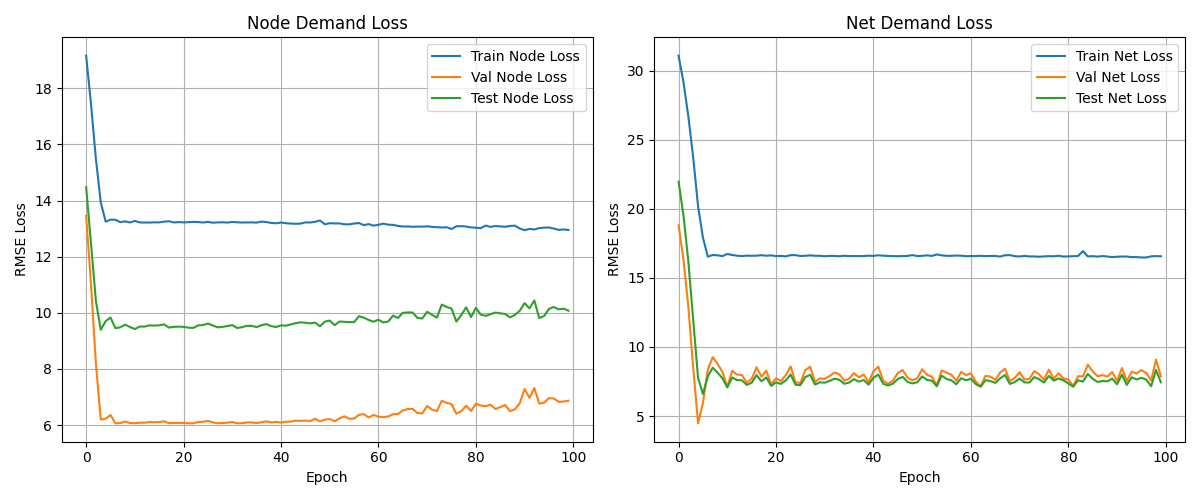 Node Demand Loss
RMSE Loss
18
16
14
12
10
8
6
0
20
40
60
80
100
Epoch
Train Node Loss
Val Node Loss
Test Node Loss
Net Demand Loss
RMSE Loss
30
25
20
15
10
5
0
20
40
60
80
100
Epoch
Train Net Loss
Val Net Loss
Test Net Loss